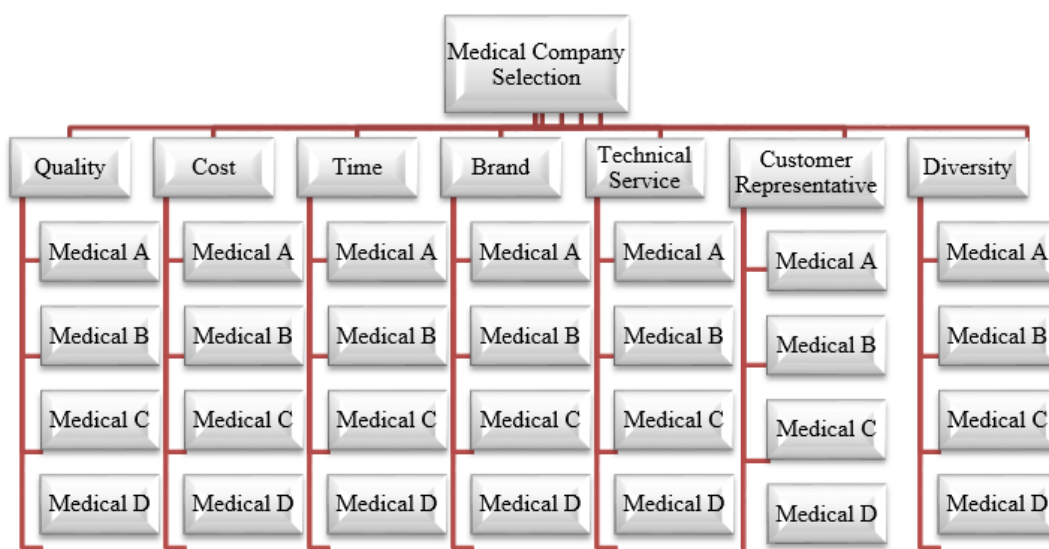 Medical Company
Selection
Quality
Cost
Time
Brand
Technical
Service
Customer
Representative
Diversity
Medical A
Medical A
Medical A
Medical A
Medical A
Medical A
Medical A
Medical B
Medical B
Medical B
Medical B
Medical B
Medical B
Medical B
Medical C
Medical C
Medical C
Medical C
Medical C
Medical C
Medical C
Medical D
Medical D
Medical D
Medical D
Medical D
Medical D
Medical D